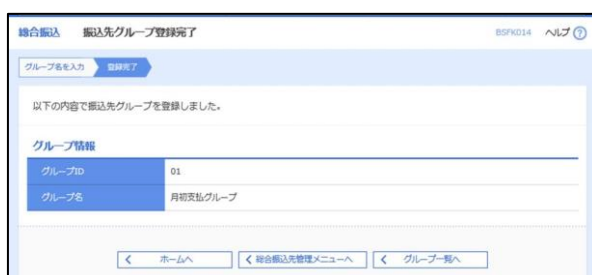 総合振込 振込先グループ登録完了 BSFK014 ヘルプ ?
グループ名を入力 登録完了
以下の内容で振込先グループを登録しました。
グループ情報
グループID 01
グループ名 月初支払グループ
ホームへ 総合振込先管理メニューへ グループ一覧へ